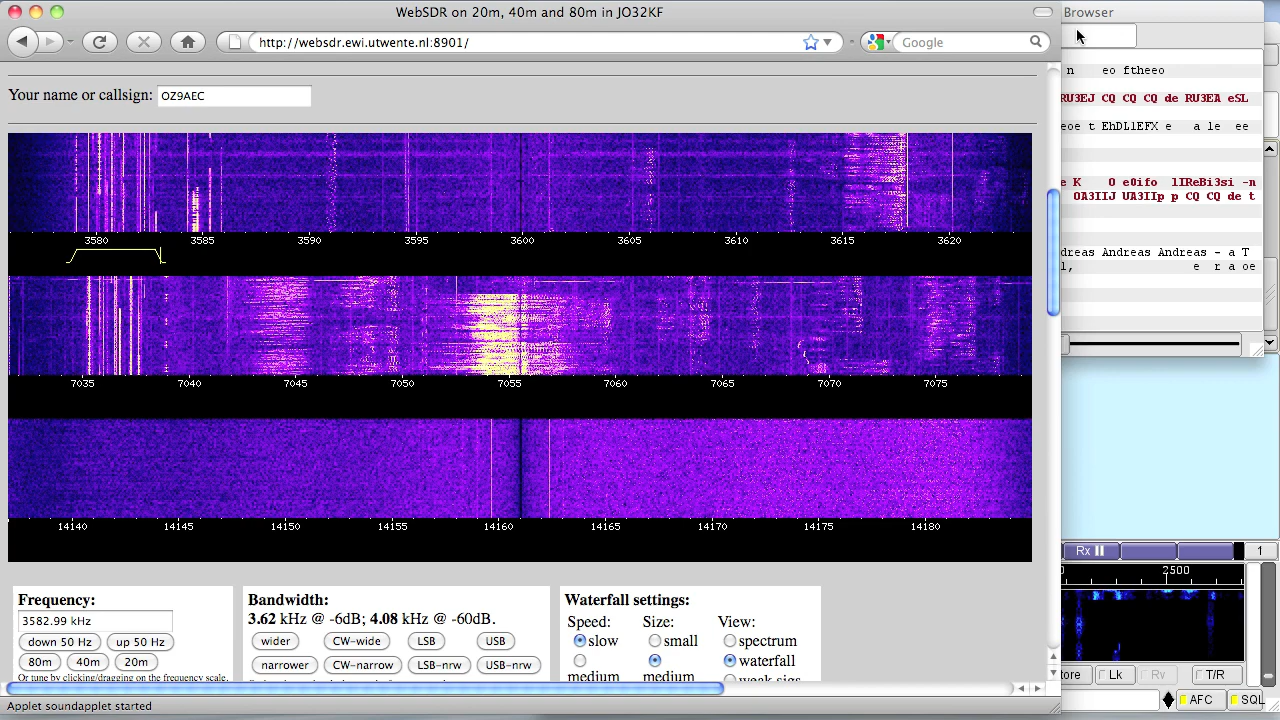 WebSDR on 20m, 40m and 80m in JO32KF
http://websdr.ewi.utwente.nl:8901/
Google
Your name or callsign: OZ9AEC
3580 3585 3590 3595 3600 3605 3610 3615 3620
7035 7040 7045 7050 7055 7060 7065 7070 7075
14140 14145 14150 14155 14160 14165 14170 14175 14180
Frequency:
3582.99 kHz
down 50 Hz up 50 Hz
80m 40m 20m
Or tune by clicking/dragging on the frequency scale.
Bandwidth:
3.62 kHz @ -6dB; 4.08 kHz @ -60dB.
wider CW-wide LSB USB
narrower CW-narrow LSB-nrw USB-nrw
Waterfall settings:
Speed: Size: View:
slow small spectrum
waterfall
medium medium weak sigs
Applet soundapplet started
Browser
n eo ftheeo
RU3EJ CQ CQ CQ de RU3EA eSL
eoe t EhDLlEFX e a le ee
e K O e0ifo lIReBi3si -n
OA3IIJ UA3IIp p CQ CQ de t
dreas Andreas Andreas - a T
l, e r a oe
Rx 1
2500
ore Lk Rv T/R
AFC SQL